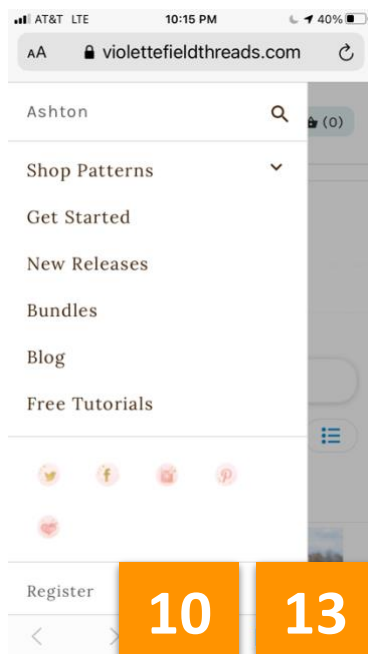 AT&T LTE 10:15 PM 40%
AA violettefieldthreads.com
Ashton
(0)
Shop Patterns
Get Started
New Releases
Bundles
Blog
Free Tutorials
Register
10 13